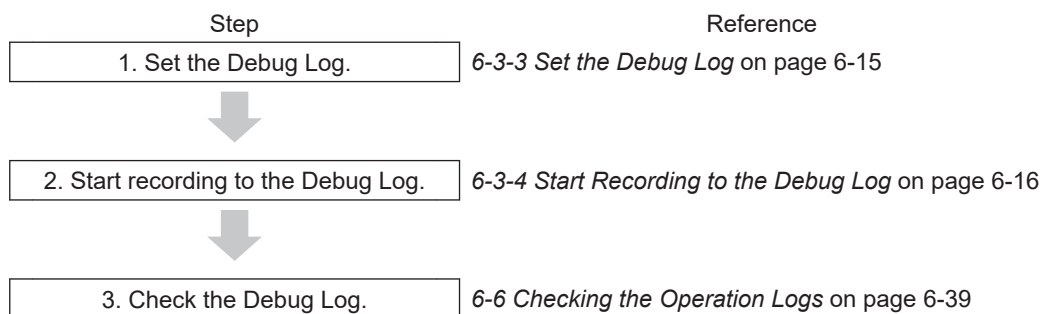 Step Reference
1. Set the Debug Log. 6-3-3 Set the Debug Log on page 6-15
2. Start recording to the Debug Log. 6-3-4 Start Recording to the Debug Log on page 6-16
3. Check the Debug Log. 6-6 Checking the Operation Logs on page 6-39